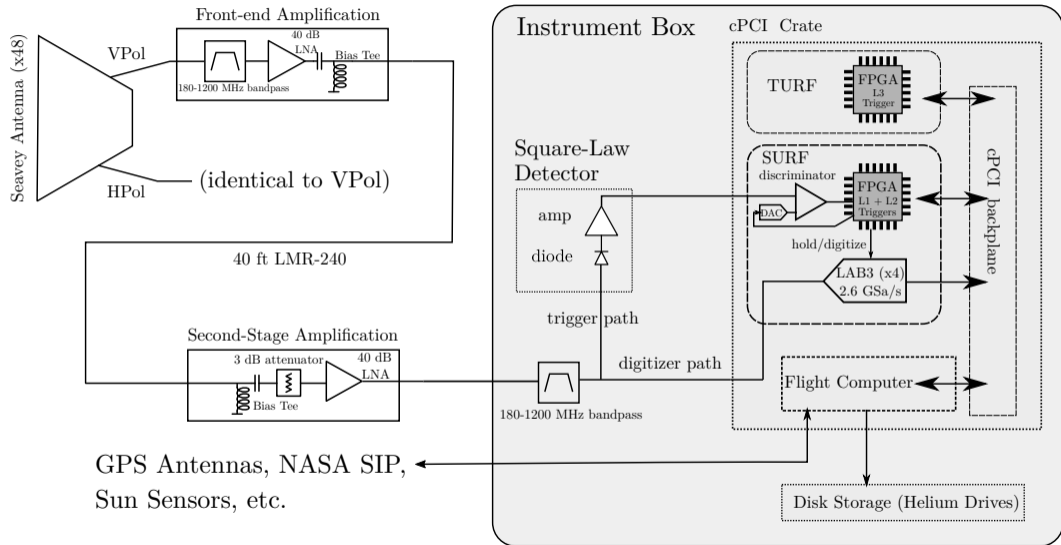 Front-end Amplification
40 dB
LNA
VPol
Bias Tee
180-1200 MHz bandpass
Seavey Antenna (x48)
HPol
(identical to VPol)
40 ft LMR-240
Second-Stage Amplification
3 dB attenuator
40 dB
LNA
Bias Tee
GPS Antennas, NASA SIP,
Sun Sensors, etc.
Instrument Box
cPCI Crate
TURF
FPGA
L3
Trigger
Square-Law
Detector
amp
diode
trigger path
digitizer path
180-1200 MHz bandpass
SURF
discriminator
DAC
FPGA
L1 + L2
Triggers
hold/digitize
LAB3 (x4)
2.6 GSa/s
cPCI backplane
Flight Computer
Disk Storage (Helium Drives)